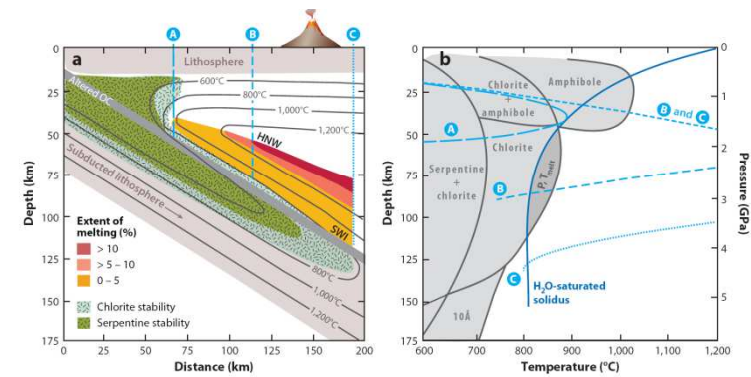 A
B
C
a
Lithosphere
Altered OC
600°C
800°C
1,000°C
1,200°C
HNW
Subducted lithosphere
SWI
800°C
1,000°C
1,200°C
Extent of
melting (%)
> 10
> 5 – 10
0 – 5
Chlorite stability
Serpentine stability
Depth (km)
0
25
50
75
100
125
150
175
0
25
50
75
100
125
150
175
200
Distance (km)
b
Chlorite
+
amphibole
Amphibole
B and C
A
Chlorite
Serpentine
+
chlorite
P, Tmelt
B
C
H2O-saturated
solidus
10Å
Depth (km)
0
25
50
75
100
125
150
175
600
700
800
900
1,000
1,100
1,200
Temperature (°C)
0
1
2
3
4
5
Pressure (GPa)